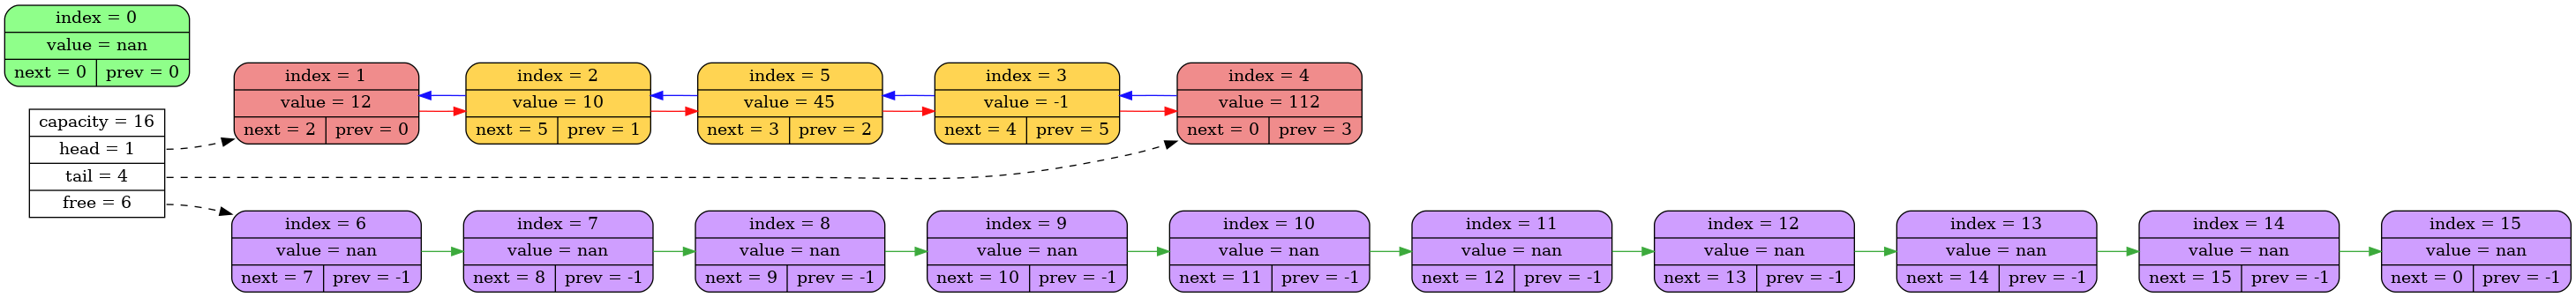 index = 0
value = nan
next = 0 prev = 0
capacity = 16
head = 1
tail = 4
free = 6
index = 1
value = 12
next = 2 prev = 0
index = 2
value = 10
next = 5 prev = 1
index = 5
value = 45
next = 3 prev = 2
index = 3
value = -1
next = 4 prev = 5
index = 4
value = 112
next = 0 prev = 3
index = 6
value = nan
next = 7 prev = -1
index = 7
value = nan
next = 8 prev = -1
index = 8
value = nan
next = 9 prev = -1
index = 9
value = nan
next = 10 prev = -1
index = 10
value = nan
next = 11 prev = -1
index = 11
value = nan
next = 12 prev = -1
index = 12
value = nan
next = 13 prev = -1
index = 13
value = nan
next = 14 prev = -1
index = 14
value = nan
next = 15 prev = -1
index = 15
value = nan
next = 0 prev = -1